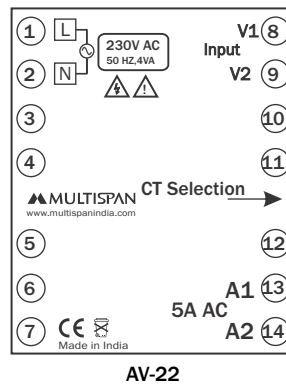 1 L V1 8
230V AC
50 HZ,4VA
Input
2 N V2 9
3 10
4 11
CT Selection
MULTISPAN
www.multispanindia.com
5 12
6 A1 13
5A AC
7 CE A2 14
Made in India
AV-22